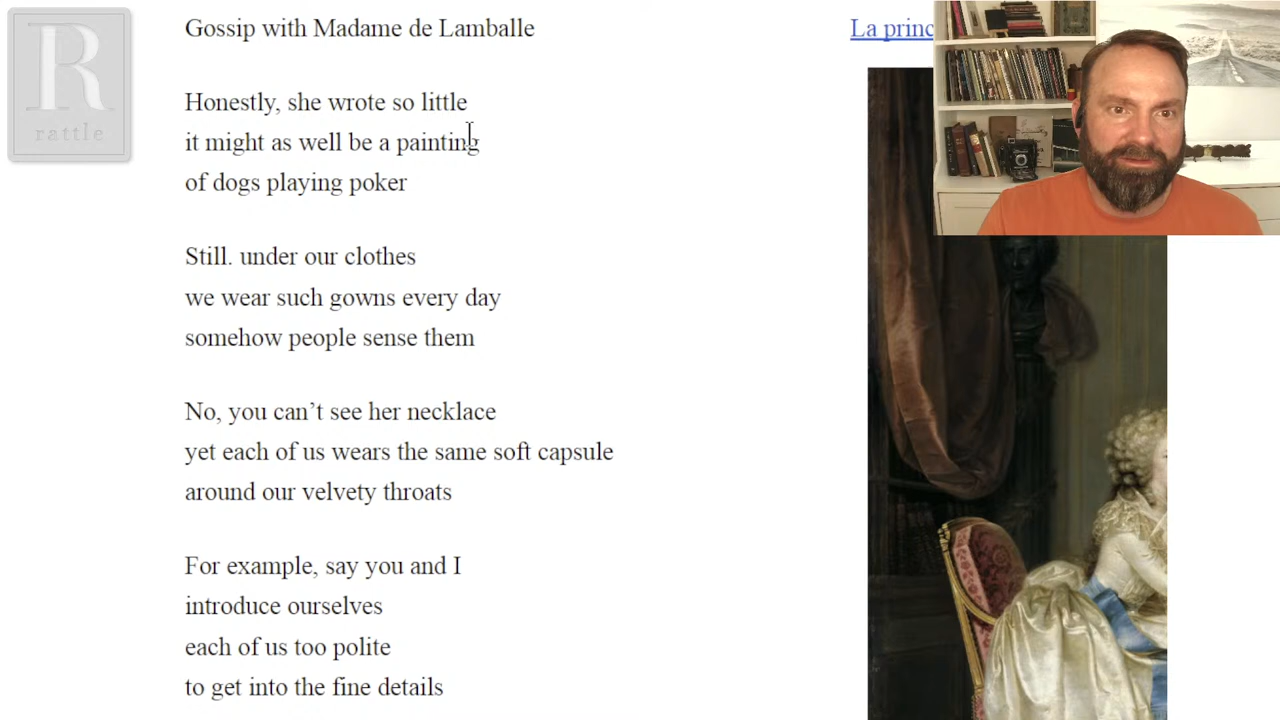 R
rattle
Gossip with Madame de Lamballe
La princ
Honestly, she wrote so little
it might as well be a painting
of dogs playing poker
Still. under our clothes
we wear such gowns every day
somehow people sense them
No, you can’t see her necklace
yet each of us wears the same soft capsule
around our velvety throats
For example, say you and I
introduce ourselves
each of us too polite
to get into the fine details